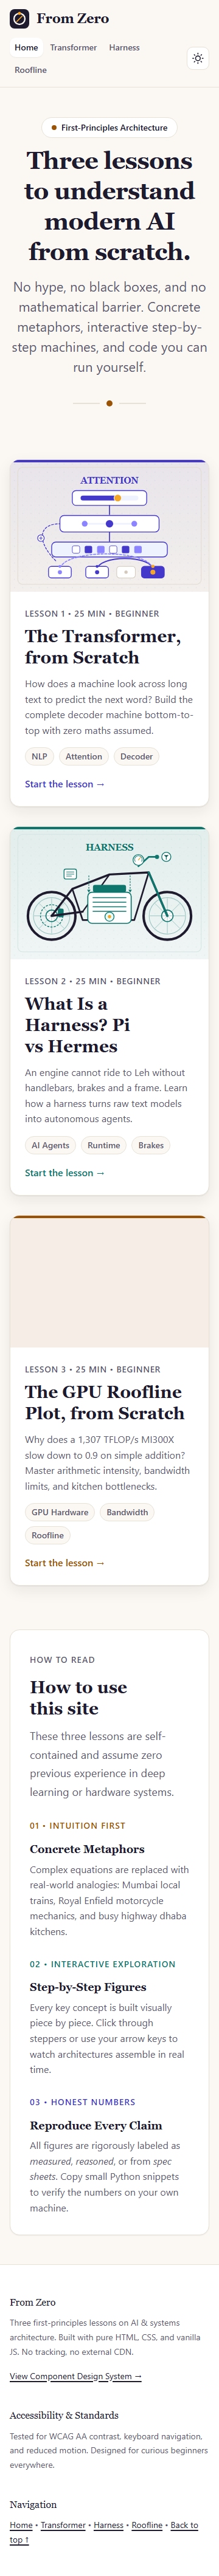 From Zero
Home Transformer Harness
Roofline
First-Principles Architecture
Three lessons
to understand
modern AI
from scratch.
No hype, no black boxes, and no
mathematical barrier. Concrete
metaphors, interactive step-by-
step machines, and code you can
run yourself.
ATTENTION
LESSON 1 • 25 MIN • BEGINNER
The Transformer,
from Scratch
How does a machine look across long
text to predict the next word? Build the
complete decoder machine bottom-to-
top with zero maths assumed.
NLP Attention Decoder
Start the lesson →
HARNESS
LESSON 2 • 25 MIN • BEGINNER
What Is a
Harness? Pi
vs Hermes
An engine cannot ride to Leh without
handlebars, brakes and a frame. Learn
how a harness turns raw text models
into autonomous agents.
AI Agents Runtime Brakes
Start the lesson →
LESSON 3 • 25 MIN • BEGINNER
The GPU Roofline
Plot, from Scratch
Why does a 1,307 TFLOP/s MI300X
slow down to 0.9 on simple addition?
Master arithmetic intensity, bandwidth
limits, and kitchen bottlenecks.
GPU Hardware Bandwidth
Roofline
Start the lesson →
HOW TO READ
How to use
this site
These three lessons are self-
contained and assume zero
previous experience in deep
learning or hardware systems.
01 • INTUITION FIRST
Concrete Metaphors
Complex equations are replaced with
real-world analogies: Mumbai local
trains, Royal Enfield motorcycle
mechanics, and busy highway dhaba
kitchens.
02 • INTERACTIVE EXPLORATION
Step-by-Step Figures
Every key concept is built visually
piece by piece. Click through
steppers or use your arrow keys to
watch architectures assemble in real
time.
03 • HONEST NUMBERS
Reproduce Every Claim
All figures are rigorously labeled as
measured, reasoned, or from spec
sheets. Copy small Python snippets
to verify the numbers on your own
machine.
From Zero
Three first-principles lessons on AI & systems
architecture. Built with pure HTML, CSS, and vanilla
JS. No tracking, no external CDN.
View Component Design System →
Accessibility & Standards
Tested for WCAG AA contrast, keyboard navigation,
and reduced motion. Designed for curious beginners
everywhere.
Navigation
Home • Transformer • Harness • Roofline • Back to
top ↑